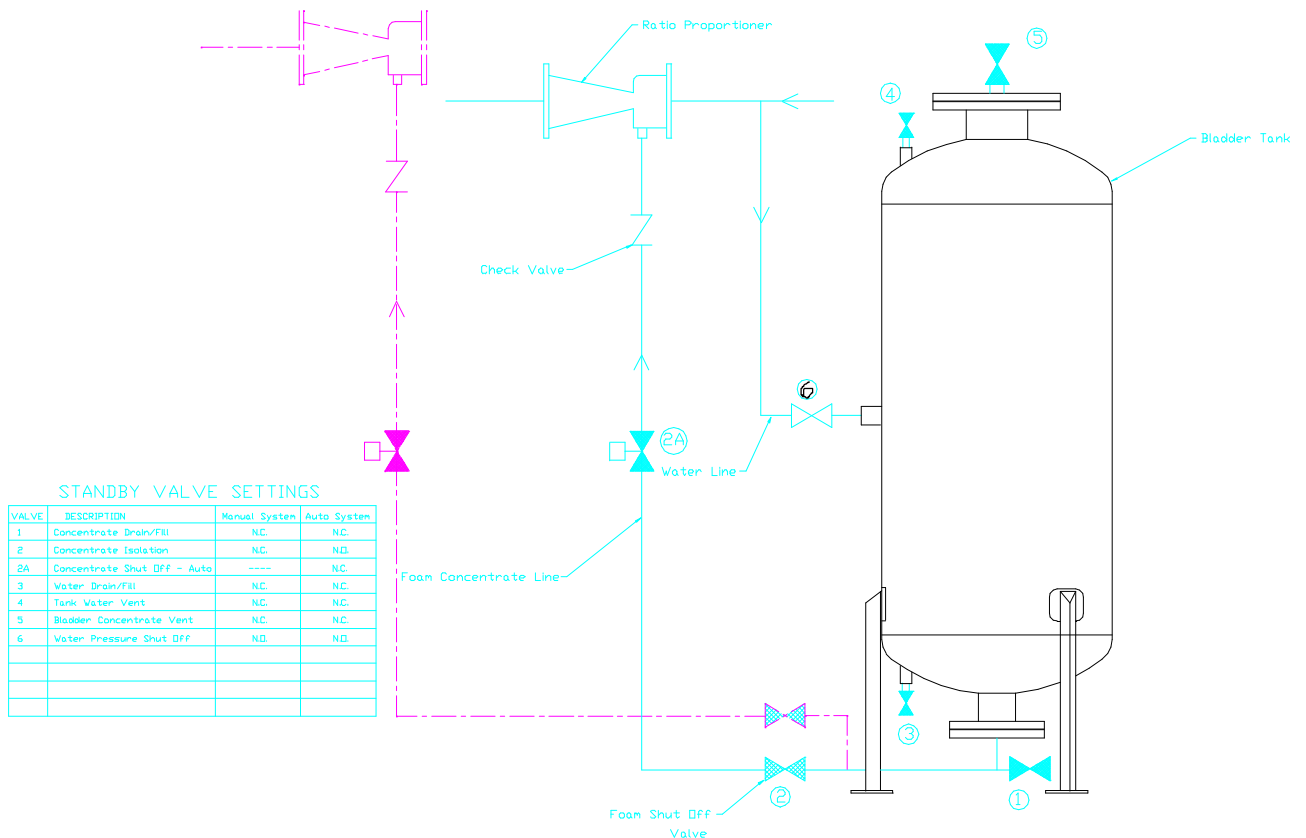 Ratio Proportioner
5
4
Bladder Tank
Check Valve
6
2A
Water Line
STANDBY VALVE SETTINGS
VALVE DESCRIPTION Manual System Auto System
1 Concentrate Drain/Fill N.C. N.C.
2 Concentrate Isolation N.C. N.O.
2A Concentrate Shut Off - Auto ---- N.C.
3 Water Drain/Fill N.C. N.C.
4 Tank Water Vent N.C. N.C.
5 Bladder Concentrate Vent N.C. N.C.
6 Water Pressure Shut Off N.O. N.O.
Foam Concentrate Line
3
2
1
Foam Shut Off
Valve